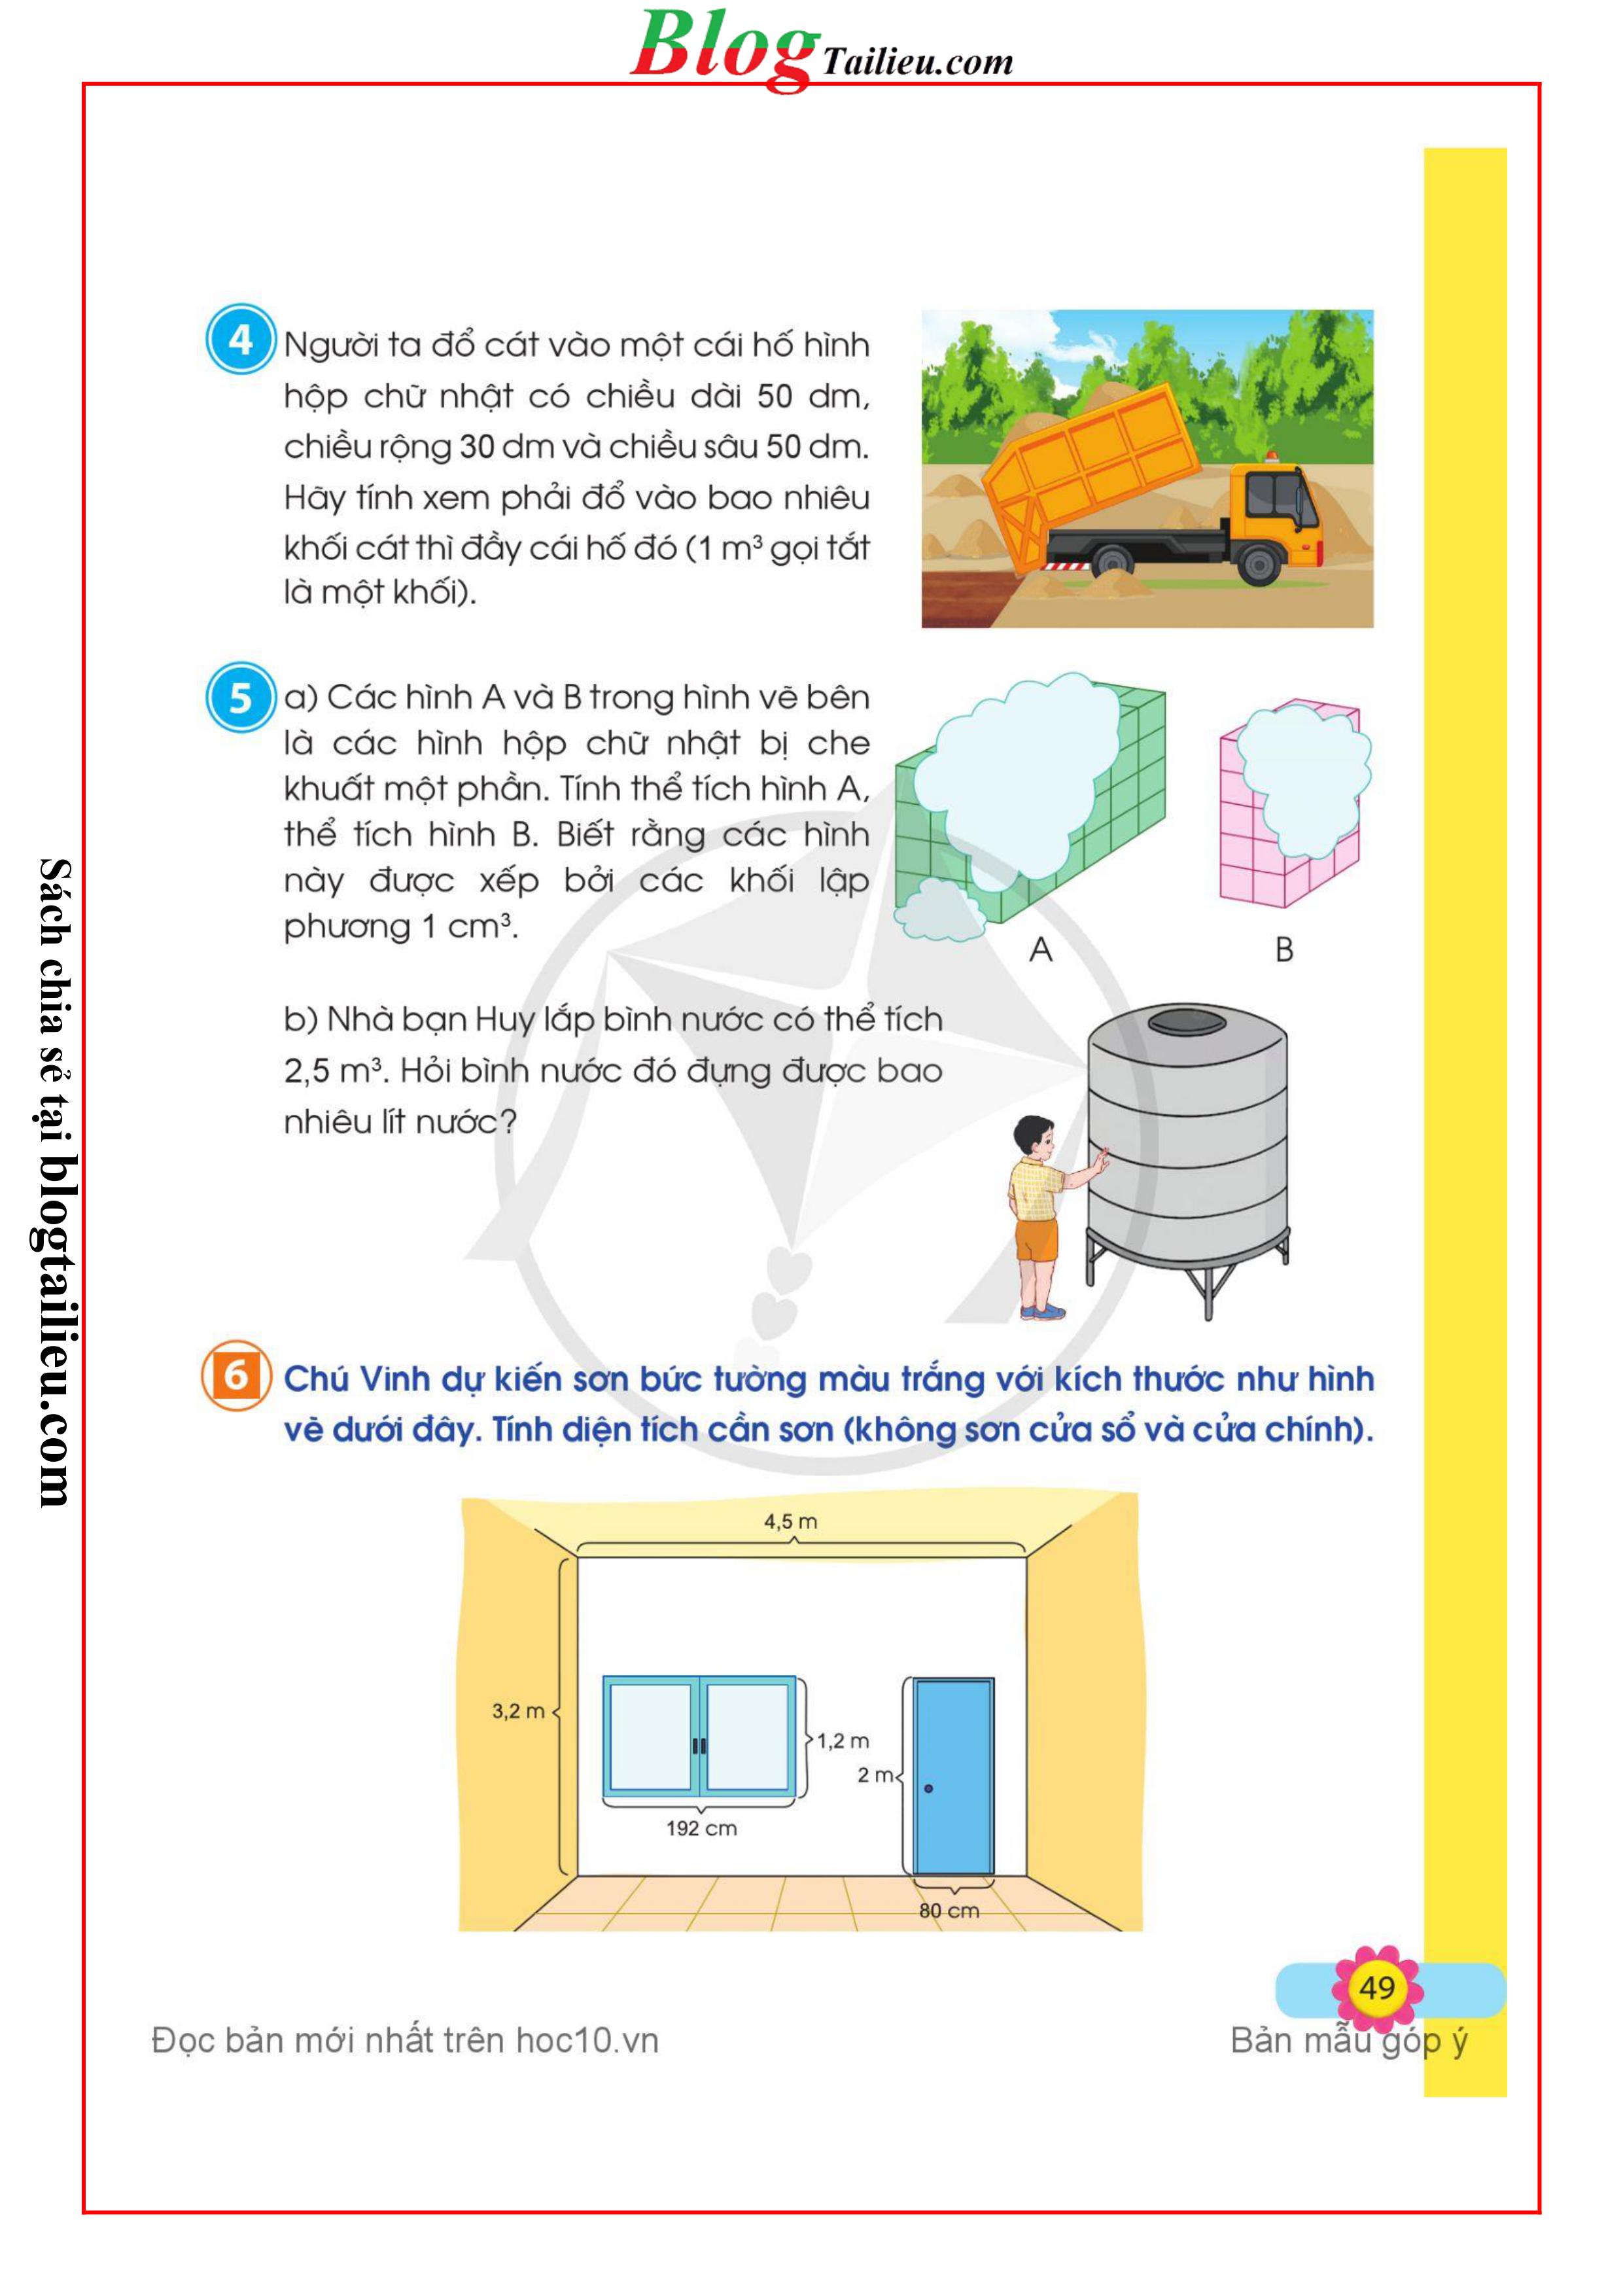 Blog Tailieu.com
4 Người ta đổ cát vào một cái hố hình
hộp chữ nhật có chiều dài 50 dm,
chiều rộng 30 dm và chiều sâu 50 dm.
Hãy tính xem phải đổ vào bao nhiêu
khối cát thì đầy cái hố đó (1 m³ gọi tắt
là một khối).
5 a) Các hình A và B trong hình vẽ bên
là các hình hộp chữ nhật bị che
khuất một phần. Tính thể tích hình A,
thể tích hình B. Biết rằng các hình
này được xếp bởi các khối lập
phương 1 cm³.
A
B
b) Nhà bạn Huy lắp bình nước có thể tích
2,5 m³. Hỏi bình nước đó đựng được bao
nhiêu lít nước?
6 Chú Vinh dự kiến sơn bức tường màu trắng với kích thước như hình
vẽ dưới đây. Tính diện tích cần sơn (không sơn cửa sổ và cửa chính).
4,5 m
3,2 m
1,2 m
2 m
192 cm
80 cm
49
Đọc bản mới nhất trên hoc10.vn
Bản mẫu góp ý
Sách chia sẻ tại blogtailieu.com